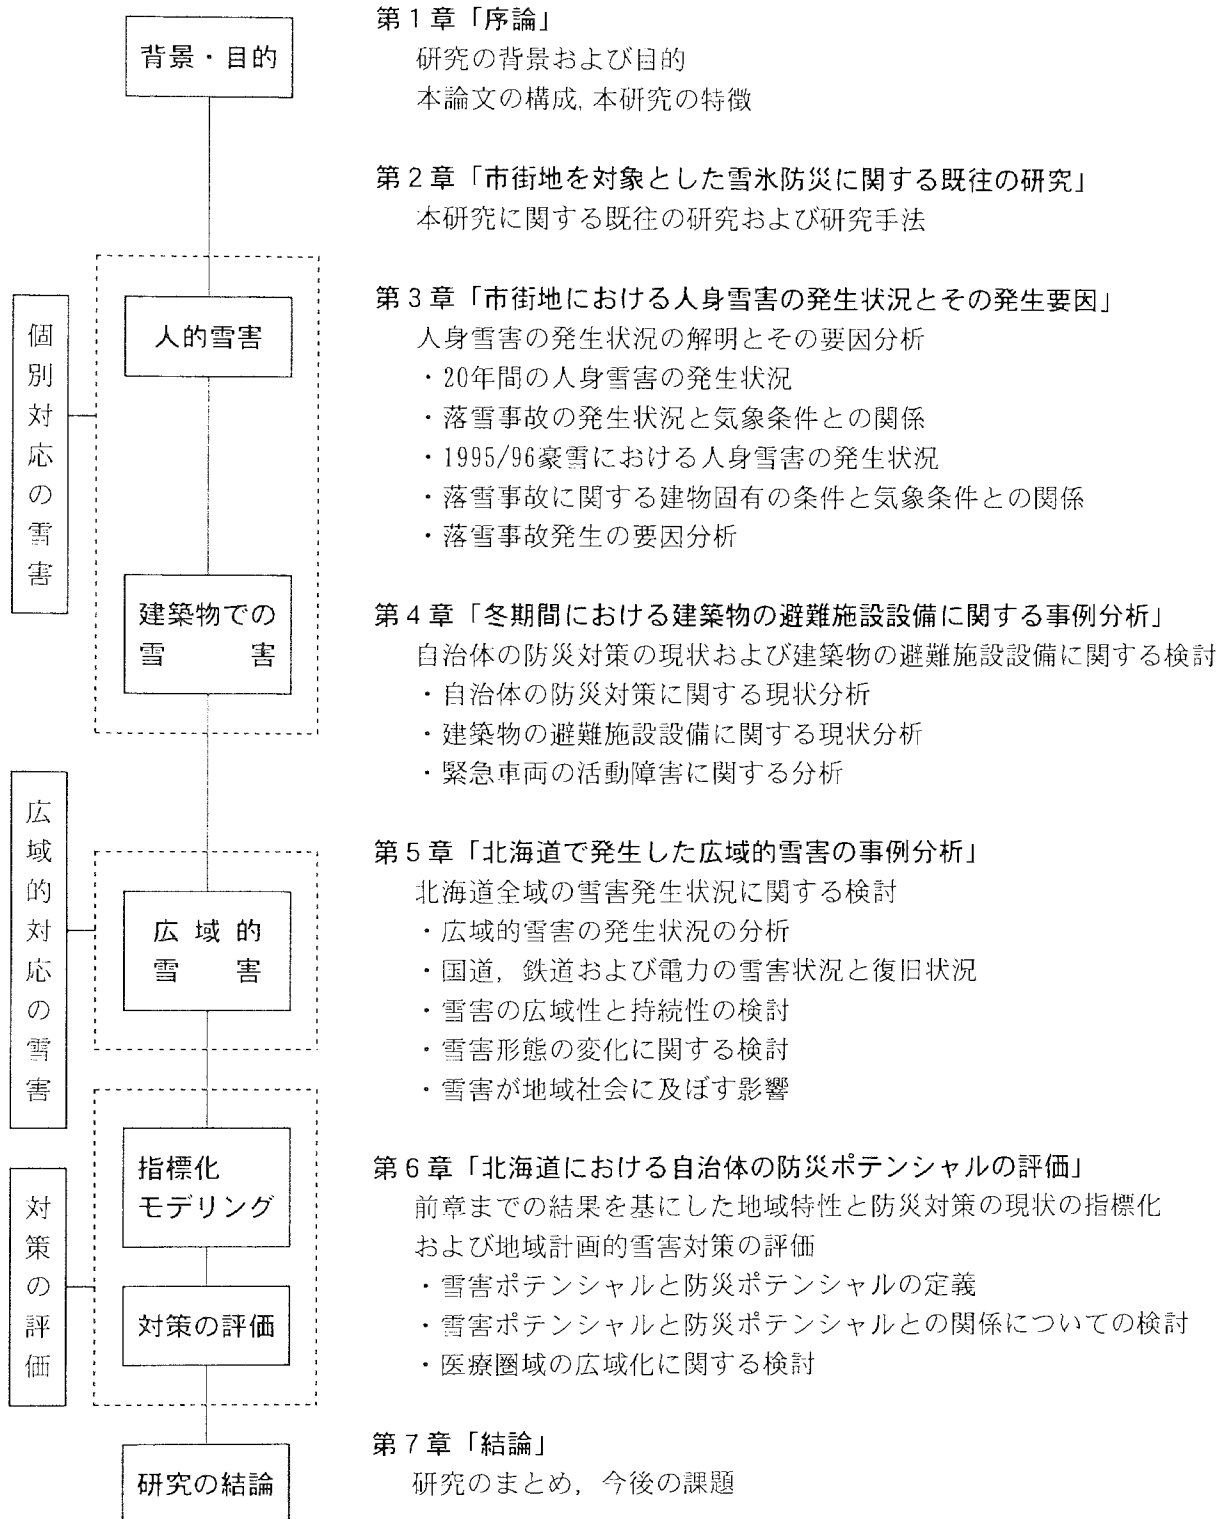 背景・目的
第1章「序論」
研究の背景および目的
本論文の構成,本研究の特徴
第2章「市街地を対象とした雪氷防災に関する既往の研究」
本研究に関する既往の研究および研究手法
個別対応の雪害
人的雪害
第3章「市街地における人身雪害の発生状況とその発生要因」
人身雪害の発生状況の解明とその要因分析
・20年間の人身雪害の発生状況
・落雪事故の発生状況と気象条件との関係
・1995/96豪雪における人身雪害の発生状況
・落雪事故に関する建物固有の条件と気象条件との関係
・落雪事故発生の要因分析
建築物での
雪害
第4章「冬期間における建築物の避難施設設備に関する事例分析」
自治体の防災対策の現状および建築物の避難施設設備に関する検討
・自治体の防災対策に関する現状分析
・建築物の避難施設設備に関する現状分析
・緊急車両の活動障害に関する分析
広域的対応の雪害
広域的
雪害
第5章「北海道で発生した広域的雪害の事例分析」
北海道全域の雪害発生状況に関する検討
・広域的雪害の発生状況の分析
・国道，鉄道および電力の雪害状況と復旧状況
・雪害の広域性と持続性の検討
・雪害形態の変化に関する検討
・雪害が地域社会に及ぼす影響
対策の評価
指標化
モデリング
対策の評価
第6章「北海道における自治体の防災ポテンシャルの評価」
前章までの結果を基にした地域特性と防災対策の現状の指標化
および地域計画的雪害対策の評価
・雪害ポテンシャルと防災ポテンシャルの定義
・雪害ポテンシャルと防災ポテンシャルとの関係についての検討
・医療圏域の広域化に関する検討
研究の結論
第7章「結論」
研究のまとめ，今後の課題